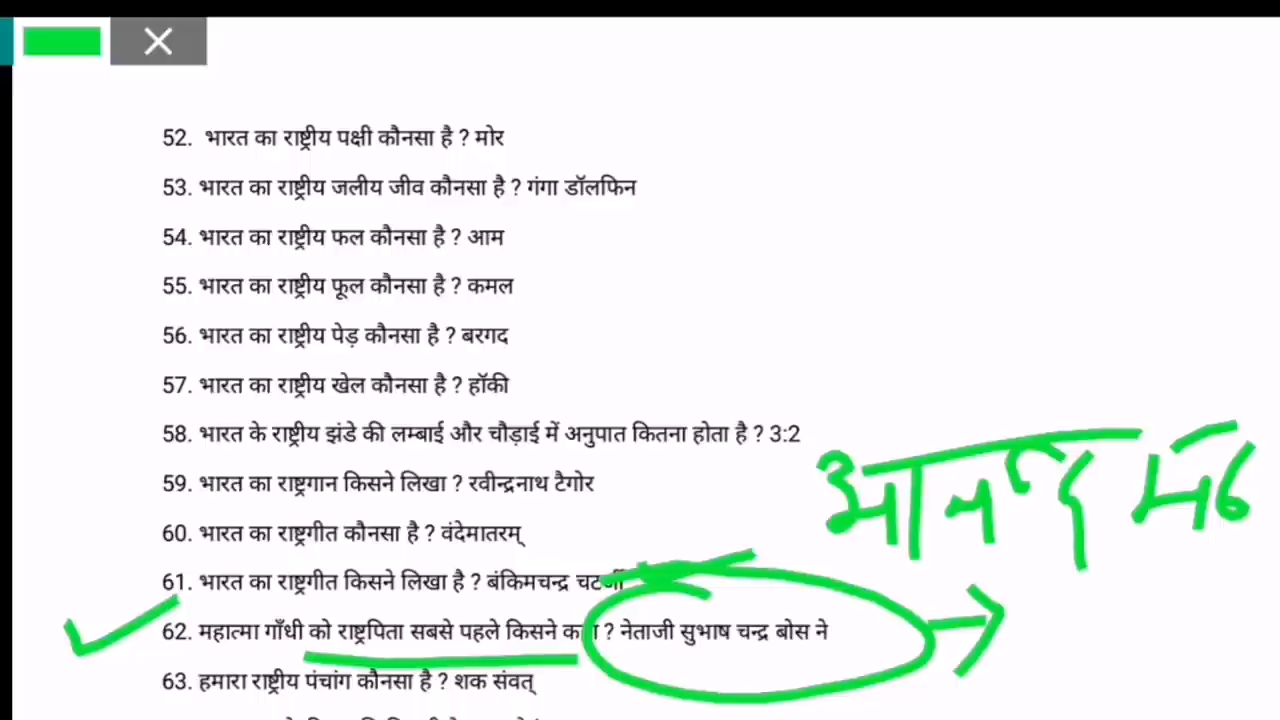 52. भारत का राष्ट्रीय पक्षी कौनसा है ? मोर
53. भारत का राष्ट्रीय जलीय जीव कौनसा है ? गंगा डॉलफिन
54. भारत का राष्ट्रीय फल कौनसा है ? आम
55. भारत का राष्ट्रीय फूल कौनसा है ? कमल
56. भारत का राष्ट्रीय पेड़ कौनसा है ? बरगद
57. भारत का राष्ट्रीय खेल कौनसा है ? हॉकी
58. भारत के राष्ट्रीय झंडे की लम्बाई और चौड़ाई में अनुपात कितना होता है ? 3:2
59. भारत का राष्ट्रगान किसने लिखा ? रवीन्द्रनाथ टैगोर
आनन्द मठ
60. भारत का राष्ट्रगीत कौनसा है ? वंदेमातरम्
61. भारत का राष्ट्रगीत किसने लिखा है ? बंकिमचन्द्र चटर्जी
62. महात्मा गाँधी को राष्ट्रपिता सबसे पहले किसने कहा ? नेताजी सुभाष चन्द्र बोस ने
63. हमारा राष्ट्रीय पंचांग कौनसा है ? शक संवत्